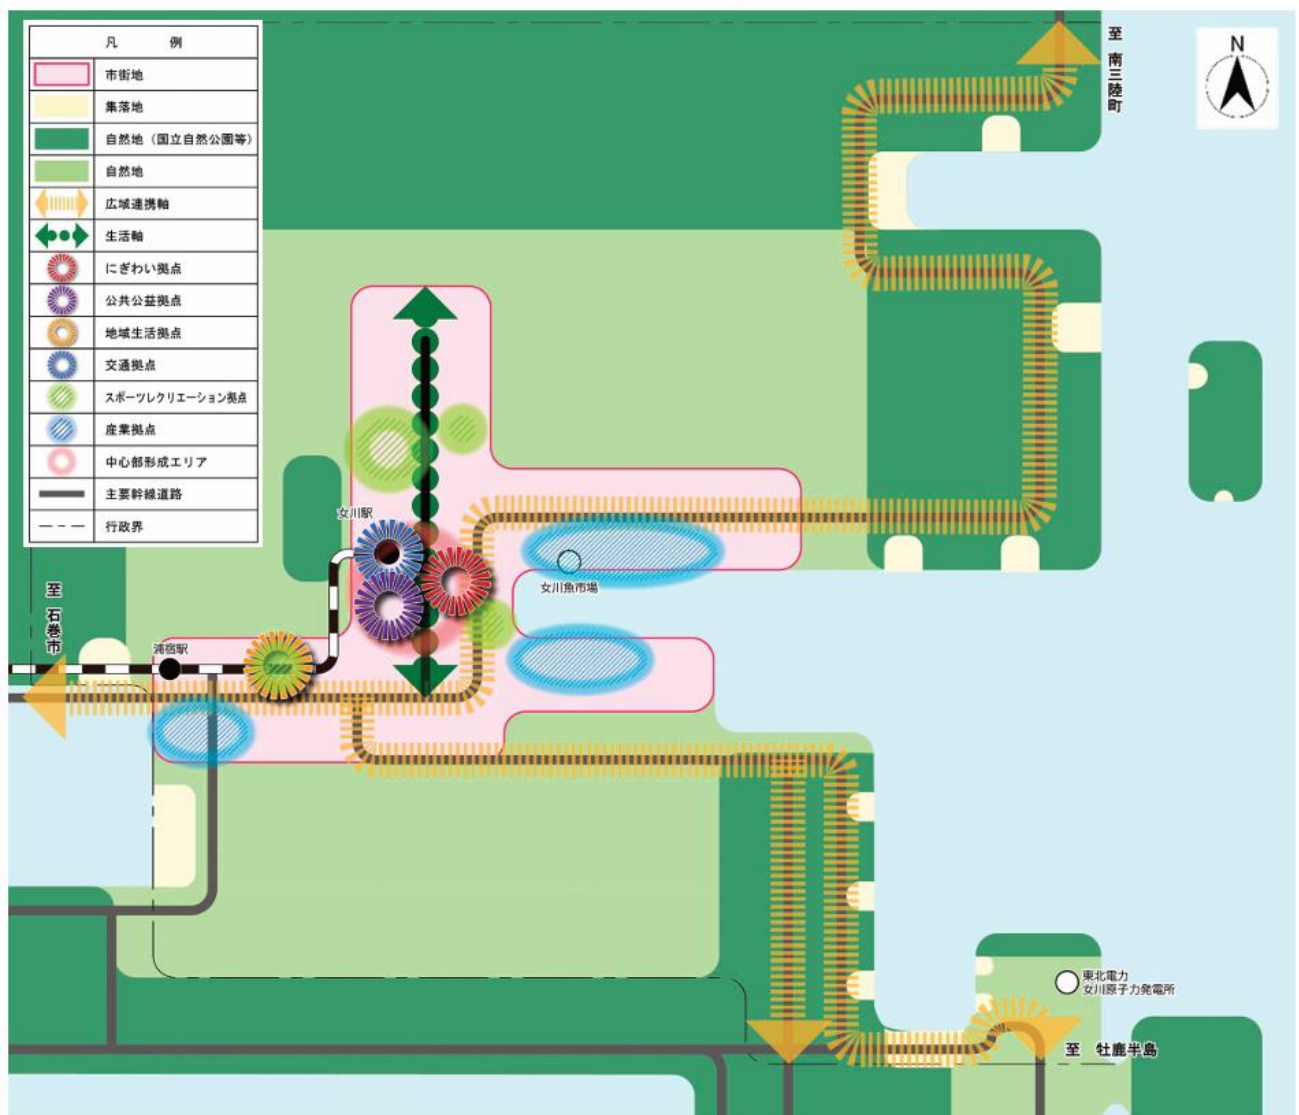 凡　例
市街地
集落地
自然地（国立自然公園等）
自然地
広域連携軸
生活軸
にぎわい拠点
公共公益拠点
地域生活拠点
交通拠点
スポーツレクリエーション拠点
産業拠点
中心部形成エリア
主要幹線道路
行政界
至　南三陸町
N
女川駅
女川魚市場
至　石巻市
浦宿駅
東北電力
女川原子力発電所
至　牡鹿半島